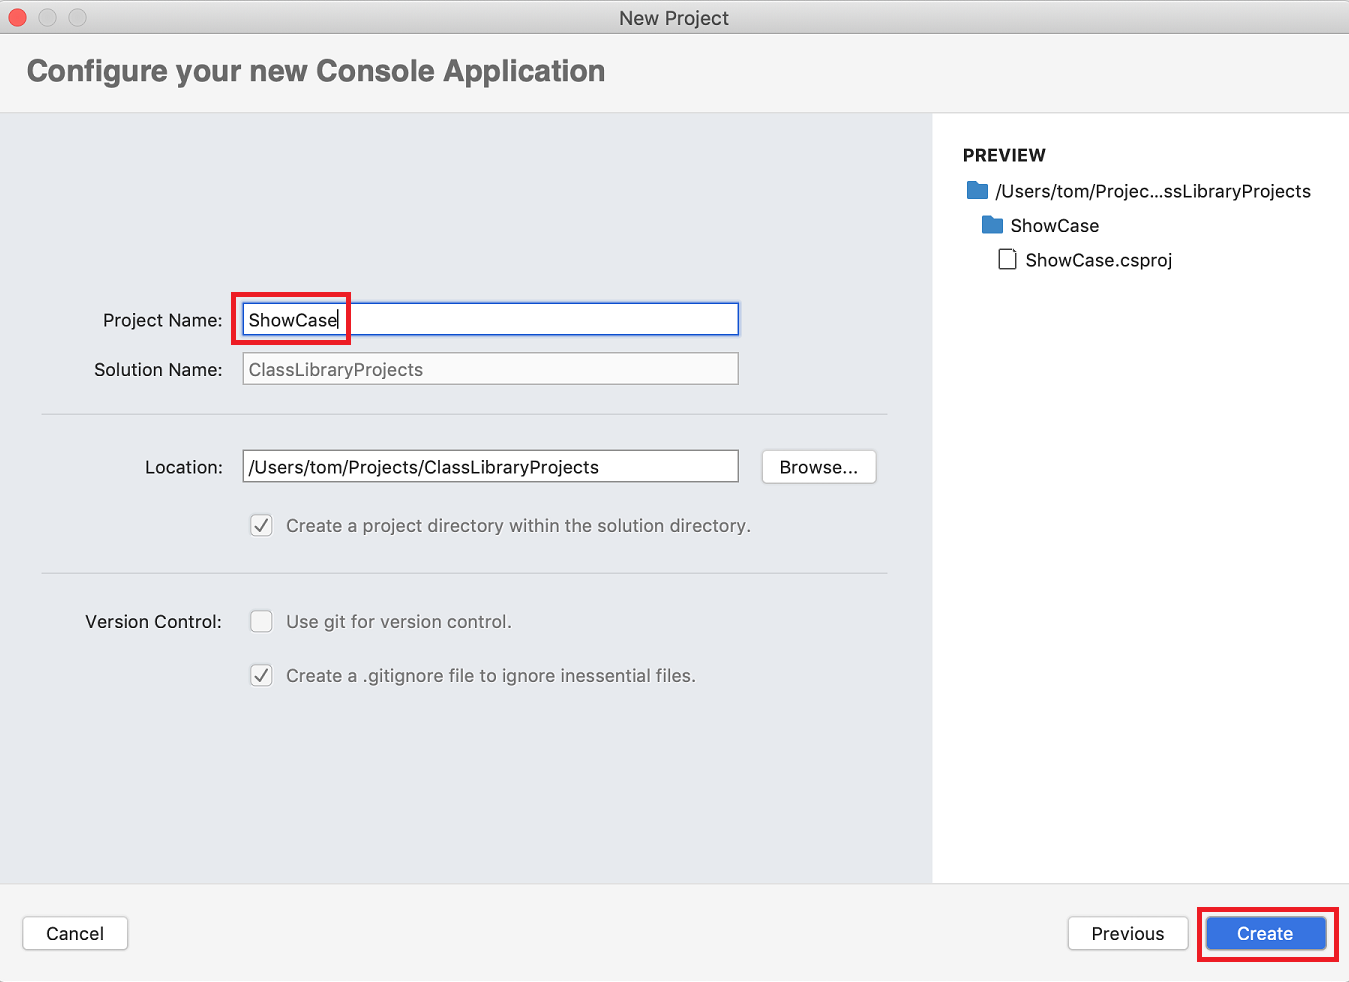 New Project
Configure your new Console Application
Project Name: ShowCase
Solution Name: ClassLibraryProjects
Location: /Users/tom/Projects/ClassLibraryProjects Browse...
Create a project directory within the solution directory.
Version Control: Use git for version control.
Create a .gitignore file to ignore inessential files.
PREVIEW
/Users/tom/Projec...ssLibraryProjects
ShowCase
ShowCase.csproj
Cancel Previous Create